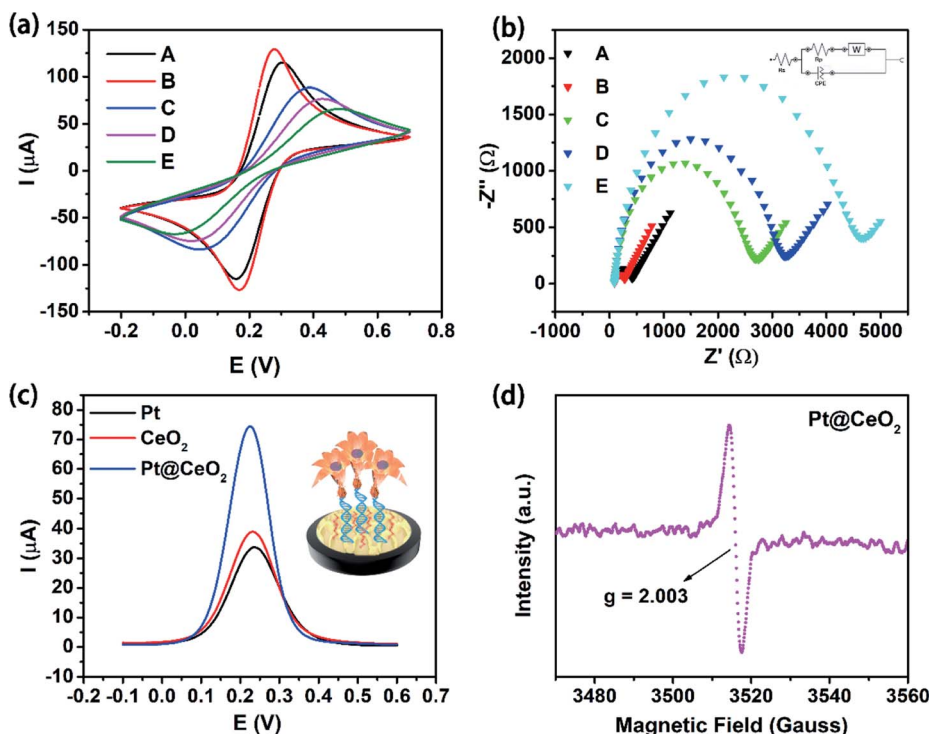 (a)
150
100
50
0
-50
-100
-150
I (μA)
A
B
C
D
E
-0.2
0.0
0.2
0.4
0.6
0.8
E (V)
(b)
2000
1500
1000
500
0
-Z'' (Ω)
A
B
C
D
E
Rs
Rp
W
CPE
-1000
0
1000
2000
3000
4000
5000
Z' (Ω)
(c)
80
70
60
50
40
30
20
10
0
-10
I (μA)
Pt
CeO2
Pt@CeO2
-0.2
-0.1
0.0
0.1
0.2
0.3
0.4
0.5
0.6
0.7
E (V)
(d)
Intensity (a.u.)
Pt@CeO2
g = 2.003
3480
3500
3520
3540
3560
Magnetic Field (Gauss)